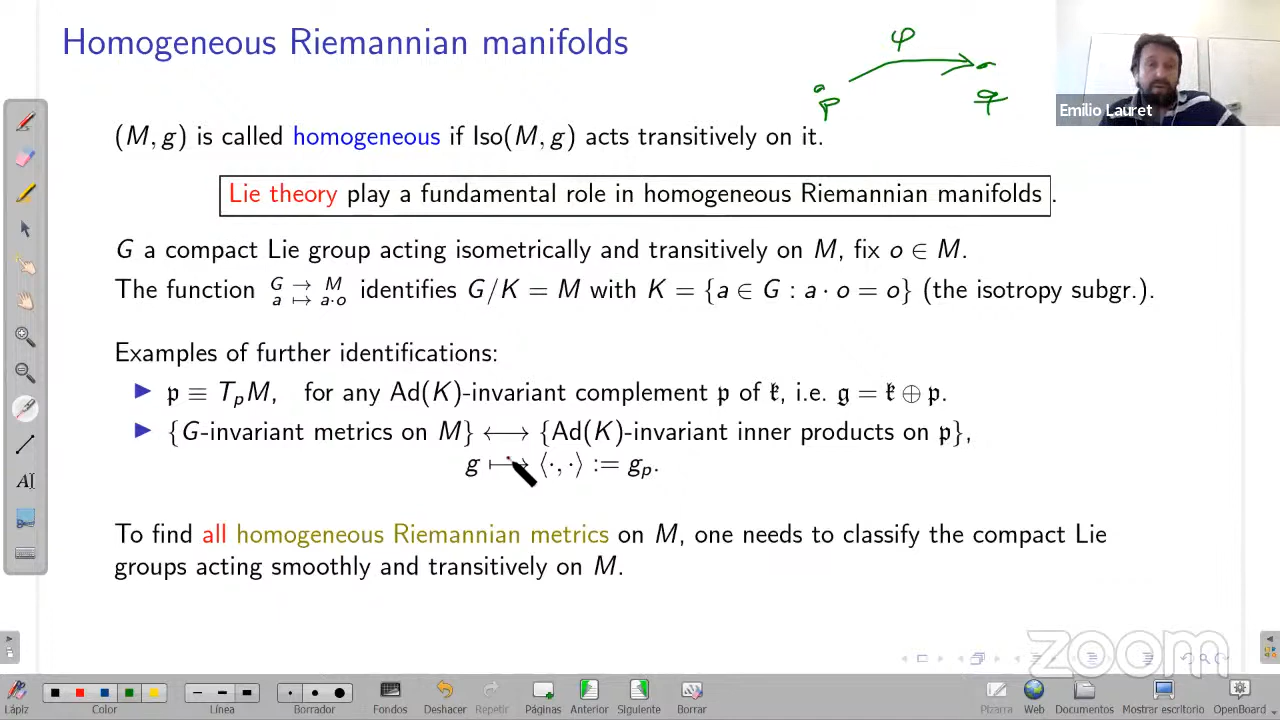 Homogeneous Riemannian manifolds
φ
p
q
Emilio Lauret
(M, g) is called homogeneous if Iso(M, g) acts transitively on it.
Lie theory play a fundamental role in homogeneous Riemannian manifolds.
G a compact Lie group acting isometrically and transitively on M, fix o ∈ M.
The function G → M a ↦ a·o identifies G/K = M with K = {a ∈ G : a · o = o} (the isotropy subgr.).
Examples of further identifications:
▶ 𝔭 ≡ TₚM, for any Ad(K)-invariant complement 𝔭 of 𝔨, i.e. 𝔤 = 𝔨 ⊕ 𝔭.
▶ {G-invariant metrics on M} ⟷ {Ad(K)-invariant inner products on 𝔭},
g ⟼ ⟨·, ·⟩ := gₚ.
To find all homogeneous Riemannian metrics on M, one needs to classify the compact Lie
groups acting smoothly and transitively on M.
zoom
Lápiz Color Línea Borrador Fondos Deshacer Repetir Páginas Anterior Siguiente Borrar Pizarra Web Documentos Mostrar escritorio OpenBoard